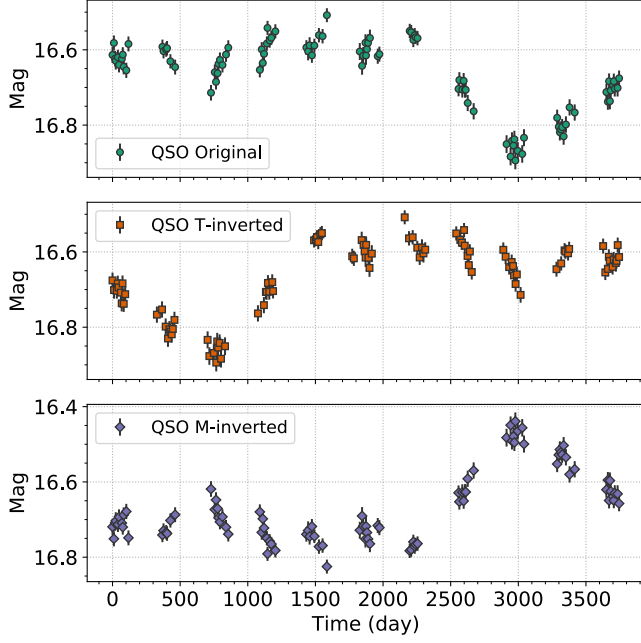 16.6
16.8
Mag
QSO Original
16.6
16.8
Mag
QSO T-inverted
16.4
16.6
16.8
Mag
QSO M-inverted
0 500 1000 1500 2000 2500 3000 3500
Time (day)